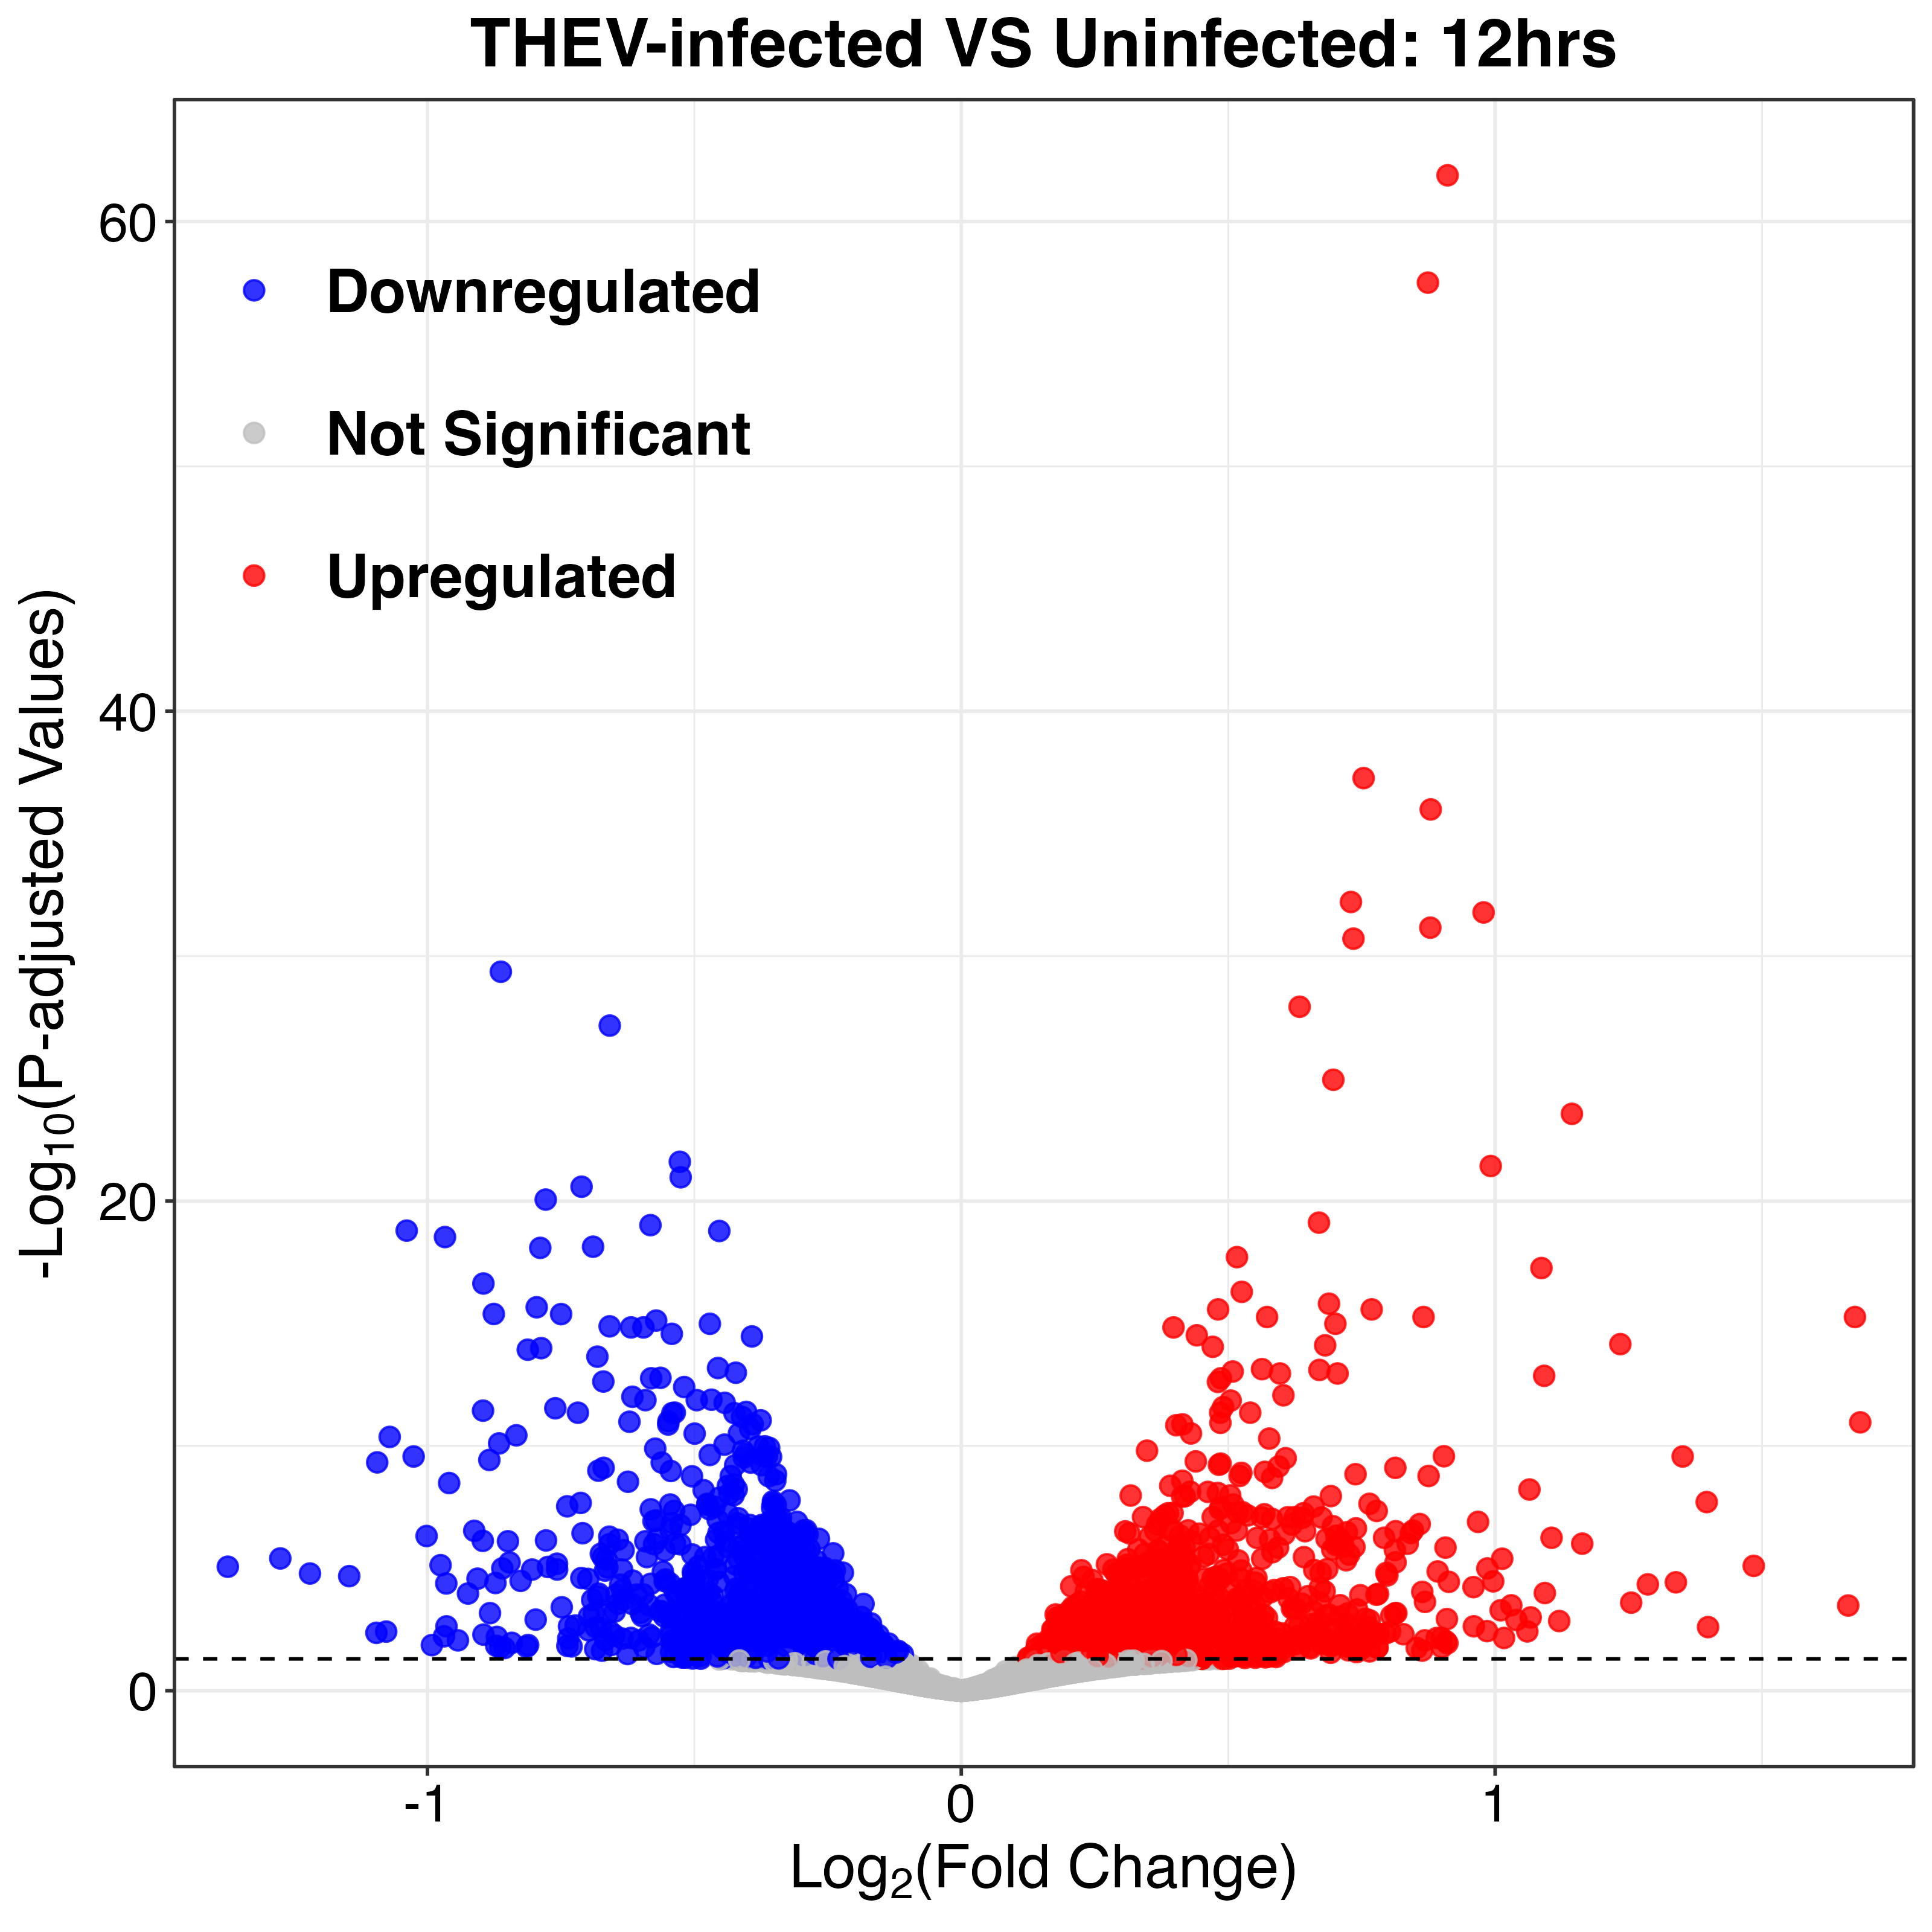 THEV-infected VS Uninfected: 12hrs
60
Downregulated
Not Significant
Upregulated
40
20
0
-Log₁₀(P-adjusted Values)
-1 0 1
Log₂(Fold Change)